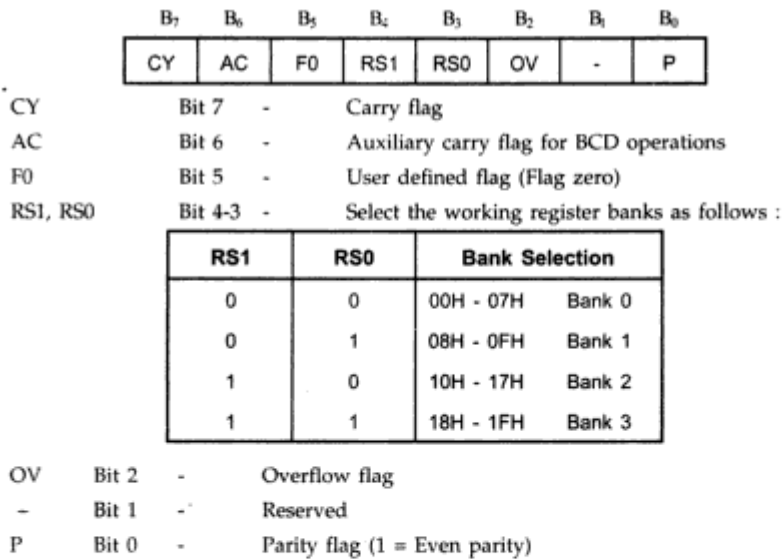 B₇ B₆ B₅ B₄ B₃ B₂ B₁ B₀
CY AC F0 RS1 RS0 OV - P
CY Bit 7 - Carry flag
AC Bit 6 - Auxiliary carry flag for BCD operations
F0 Bit 5 - User defined flag (Flag zero)
RS1, RS0 Bit 4-3 - Select the working register banks as follows :
RS1 RS0 Bank Selection
0 0 00H - 07H Bank 0
0 1 08H - 0FH Bank 1
1 0 10H - 17H Bank 2
1 1 18H - 1FH Bank 3
OV Bit 2 - Overflow flag
– Bit 1 - Reserved
P Bit 0 - Parity flag (1 = Even parity)